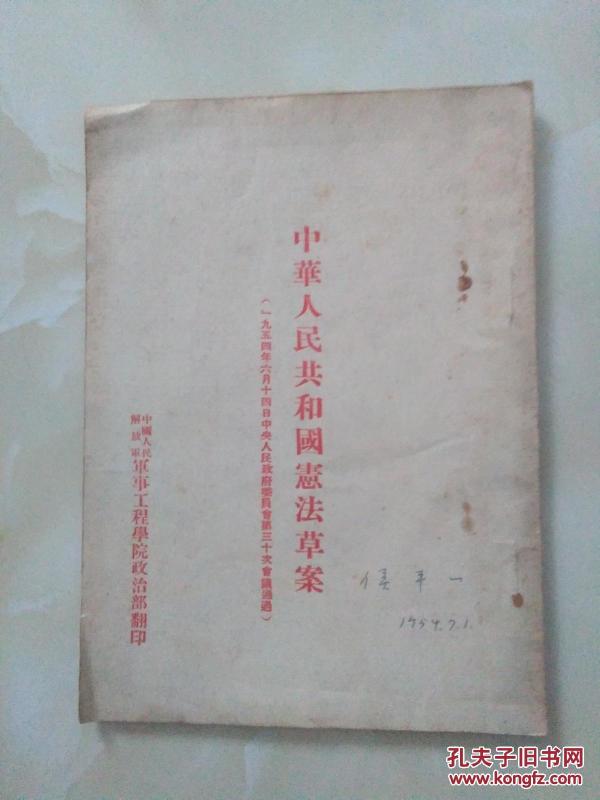 中華人民共和國憲法草案
（一九五四年六月十四日中央人民政府委員會第三十次會議通過）
中國人民
解放軍
軍事工程學院政治部翻印
1954.7.1.
孔夫子旧书网
www.kongfz.com